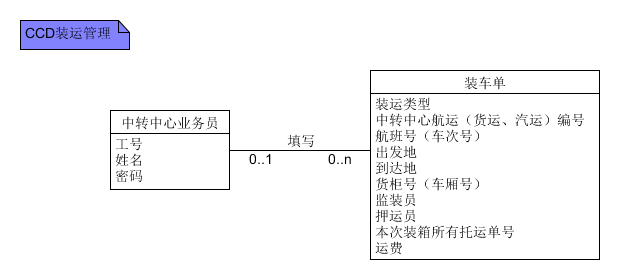 CCD装运管理
装车单
中转中心业务员
装运类型
中转中心航运（货运、汽运）编号
航班号（车次号）
出发地
到达地
货柜号（车厢号）
监装员
押运员
本次装箱所有托运单号
运费
工号
姓名
密码
填写
0..1
0..n